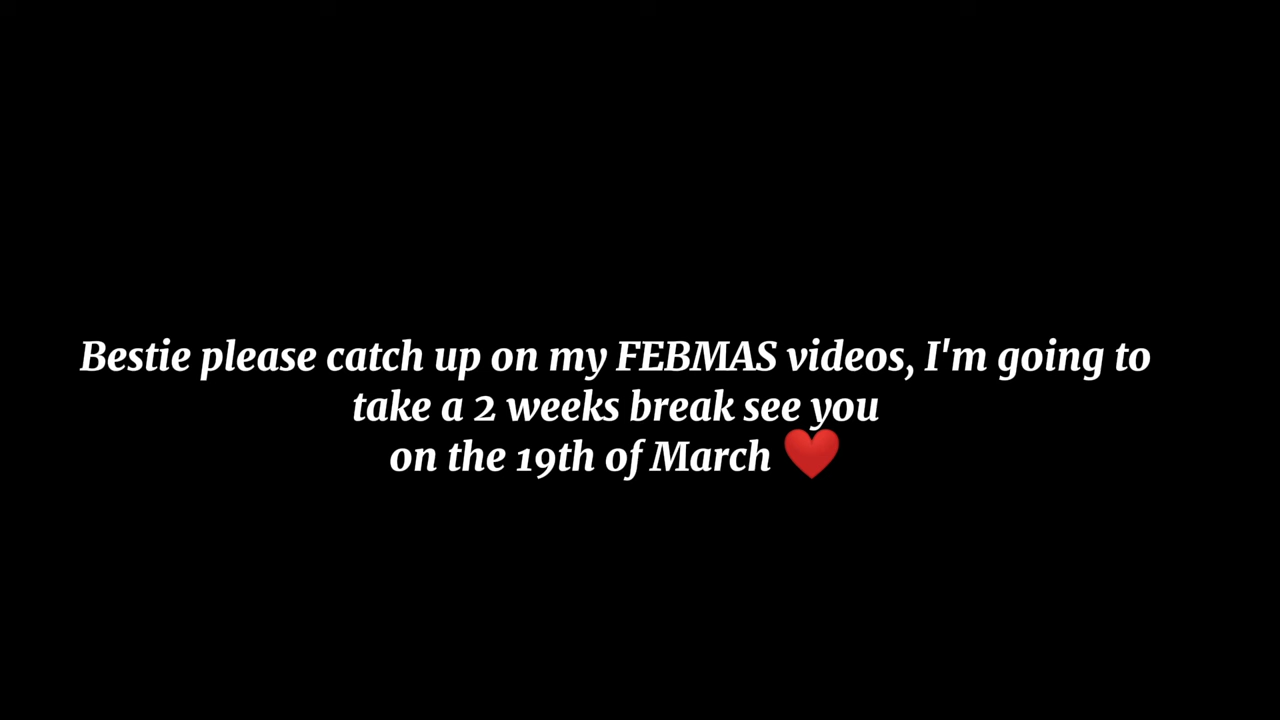 Bestie please catch up on my FEBMAS videos, I'm going to
take a 2 weeks break see you
on the 19th of March ❤️